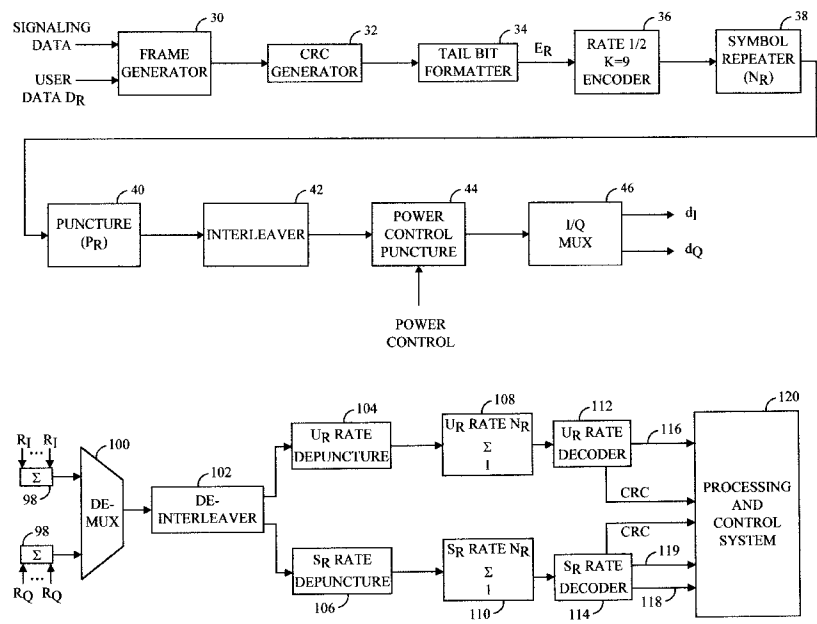 30
32
34
36
38
SIGNALING
DATA
USER
DATA DR
FRAME
GENERATOR
CRC
GENERATOR
TAIL BIT
FORMATTER
ER
RATE 1/2
K=9
ENCODER
SYMBOL
REPEATER
(NR)
40
42
44
46
PUNCTURE
(PR)
INTERLEAVER
POWER
CONTROL
PUNCTURE
I/Q
MUX
dI
dQ
POWER
CONTROL
RI ... RI
Σ
98
98
Σ
...
RQ RQ
100
DE-
MUX
102
DE-
INTERLEAVER
104
UR RATE
DEPUNCTURE
SR RATE
DEPUNCTURE
106
108
UR RATE NR
Σ
1
SR RATE NR
Σ
1
110
112
UR RATE
DECODER
116
CRC
CRC
SR RATE
DECODER
114
119
118
120
PROCESSING
AND
CONTROL
SYSTEM